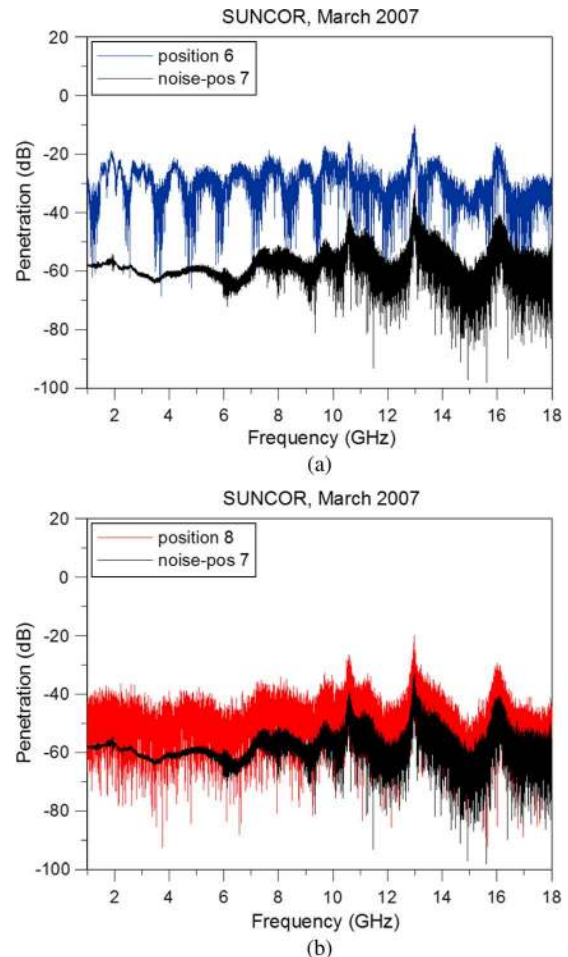 SUNCOR, March 2007
position 6
noise-pos 7
Penetration (dB)
20
0
-20
-40
-60
-80
-100
2 4 6 8 10 12 14 16 18
Frequency (GHz)
(a)
SUNCOR, March 2007
position 8
noise-pos 7
Penetration (dB)
20
0
-20
-40
-60
-80
-100
2 4 6 8 10 12 14 16 18
Frequency (GHz)
(b)